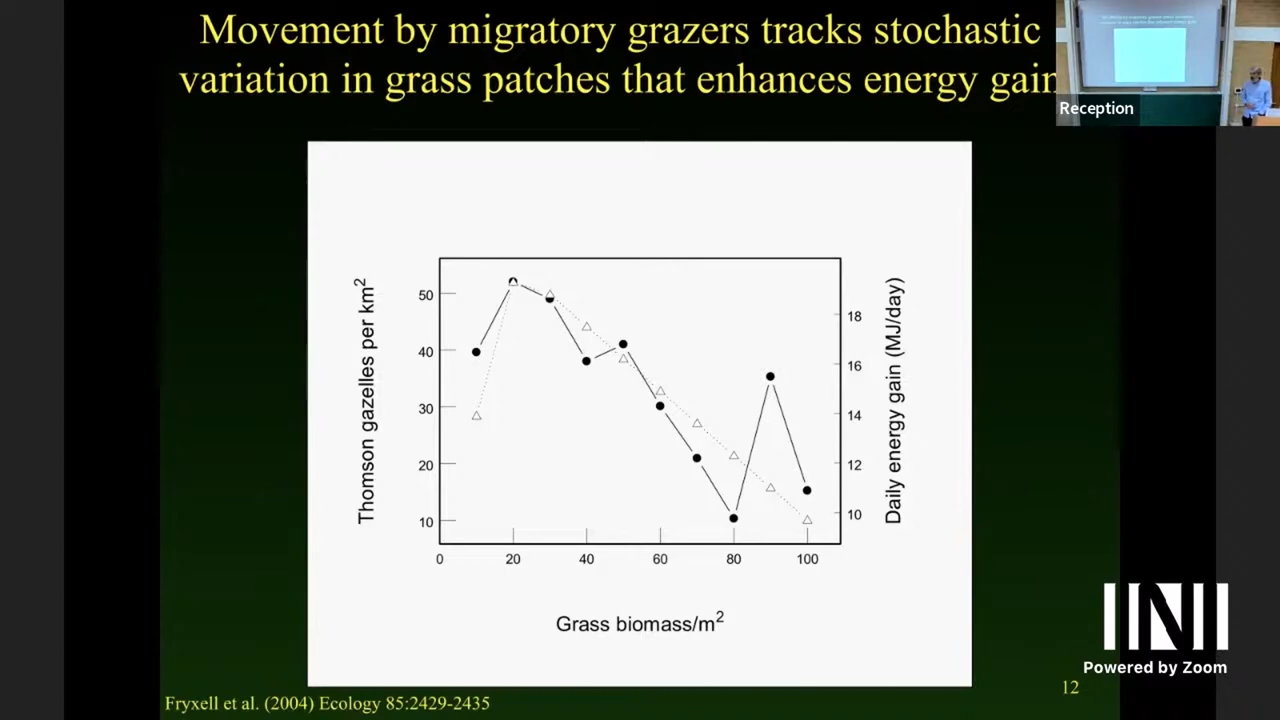 Movement by migratory grazers tracks stochastic
variation in grass patches that enhances energy gain
Reception
Thomson gazelles per km2
50
40
30
20
10
18
16
14
12
10
Daily energy gain (MJ/day)
0 20 40 60 80 100
Grass biomass/m2
INI
Powered by Zoom
12
Fryxell et al. (2004) Ecology 85:2429-2435